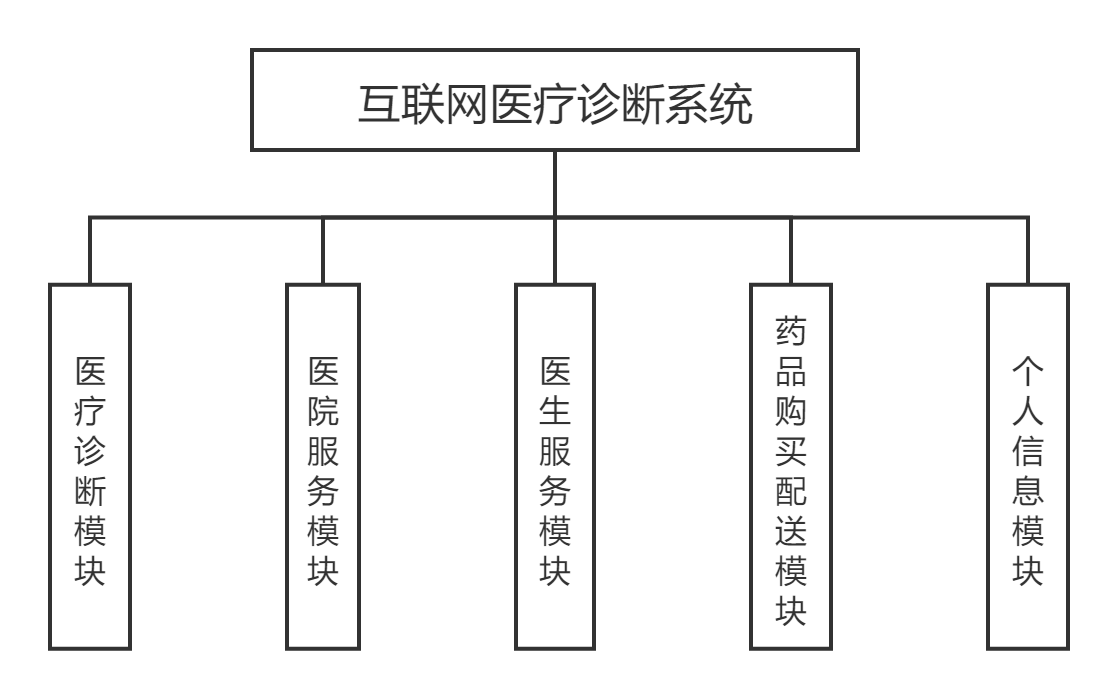 互联网医疗诊断系统
医疗诊断模块
医院服务模块
医生服务模块
药品购买配送模块
个人信息模块